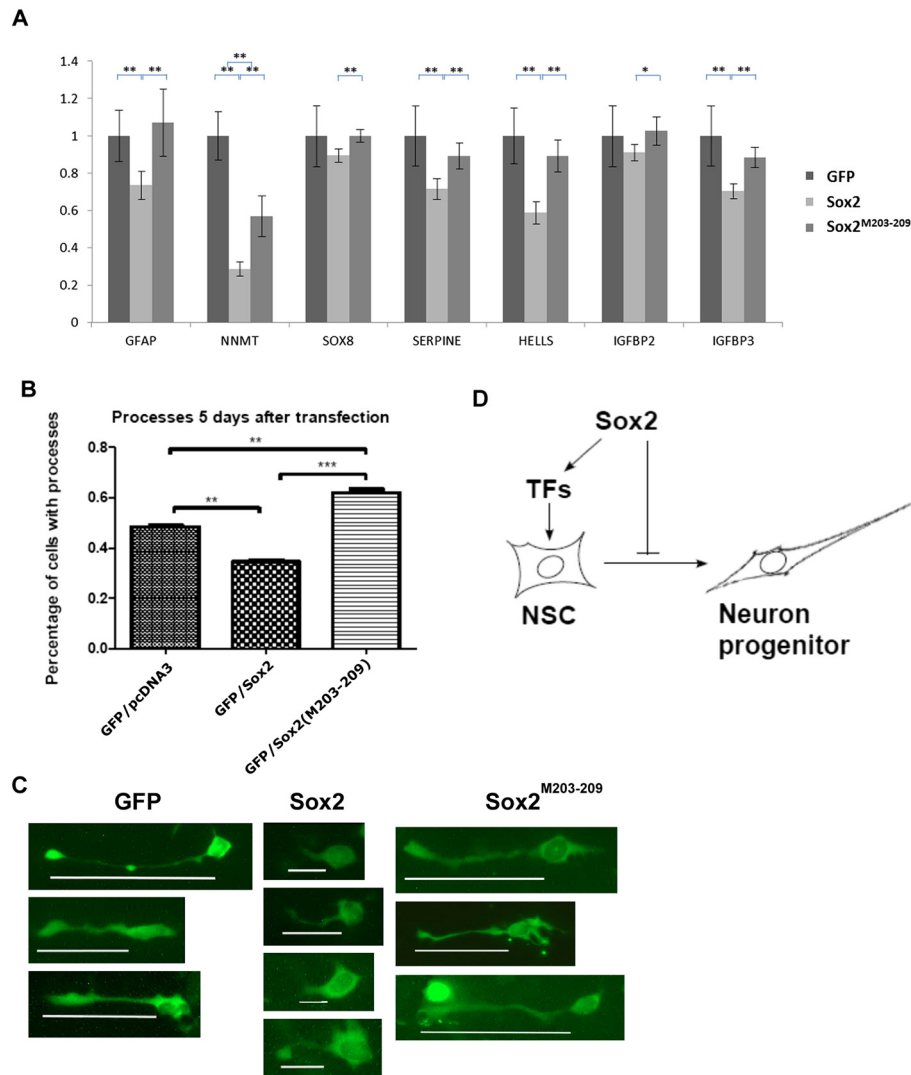 A
** ** ** ** ** ** ** ** ** ** * ** **
1.4
1.2
1
0.8
0.6
0.4
0.2
0
GFAP NNMT SOX8 SERPINE HELLS IGFBP2 IGFBP3
GFP
Sox2
Sox2M203-209
B
Processes 5 days after transfection
Percentage of cells with processes
0.8
0.6
0.4
0.2
0.0
**
***
**
GFP/pcDNA3
GFP/Sox2
GFP/Sox2(M203-209)
D
Sox2
TFs
NSC
Neuron
progenitor
C
GFP Sox2 Sox2M203-209